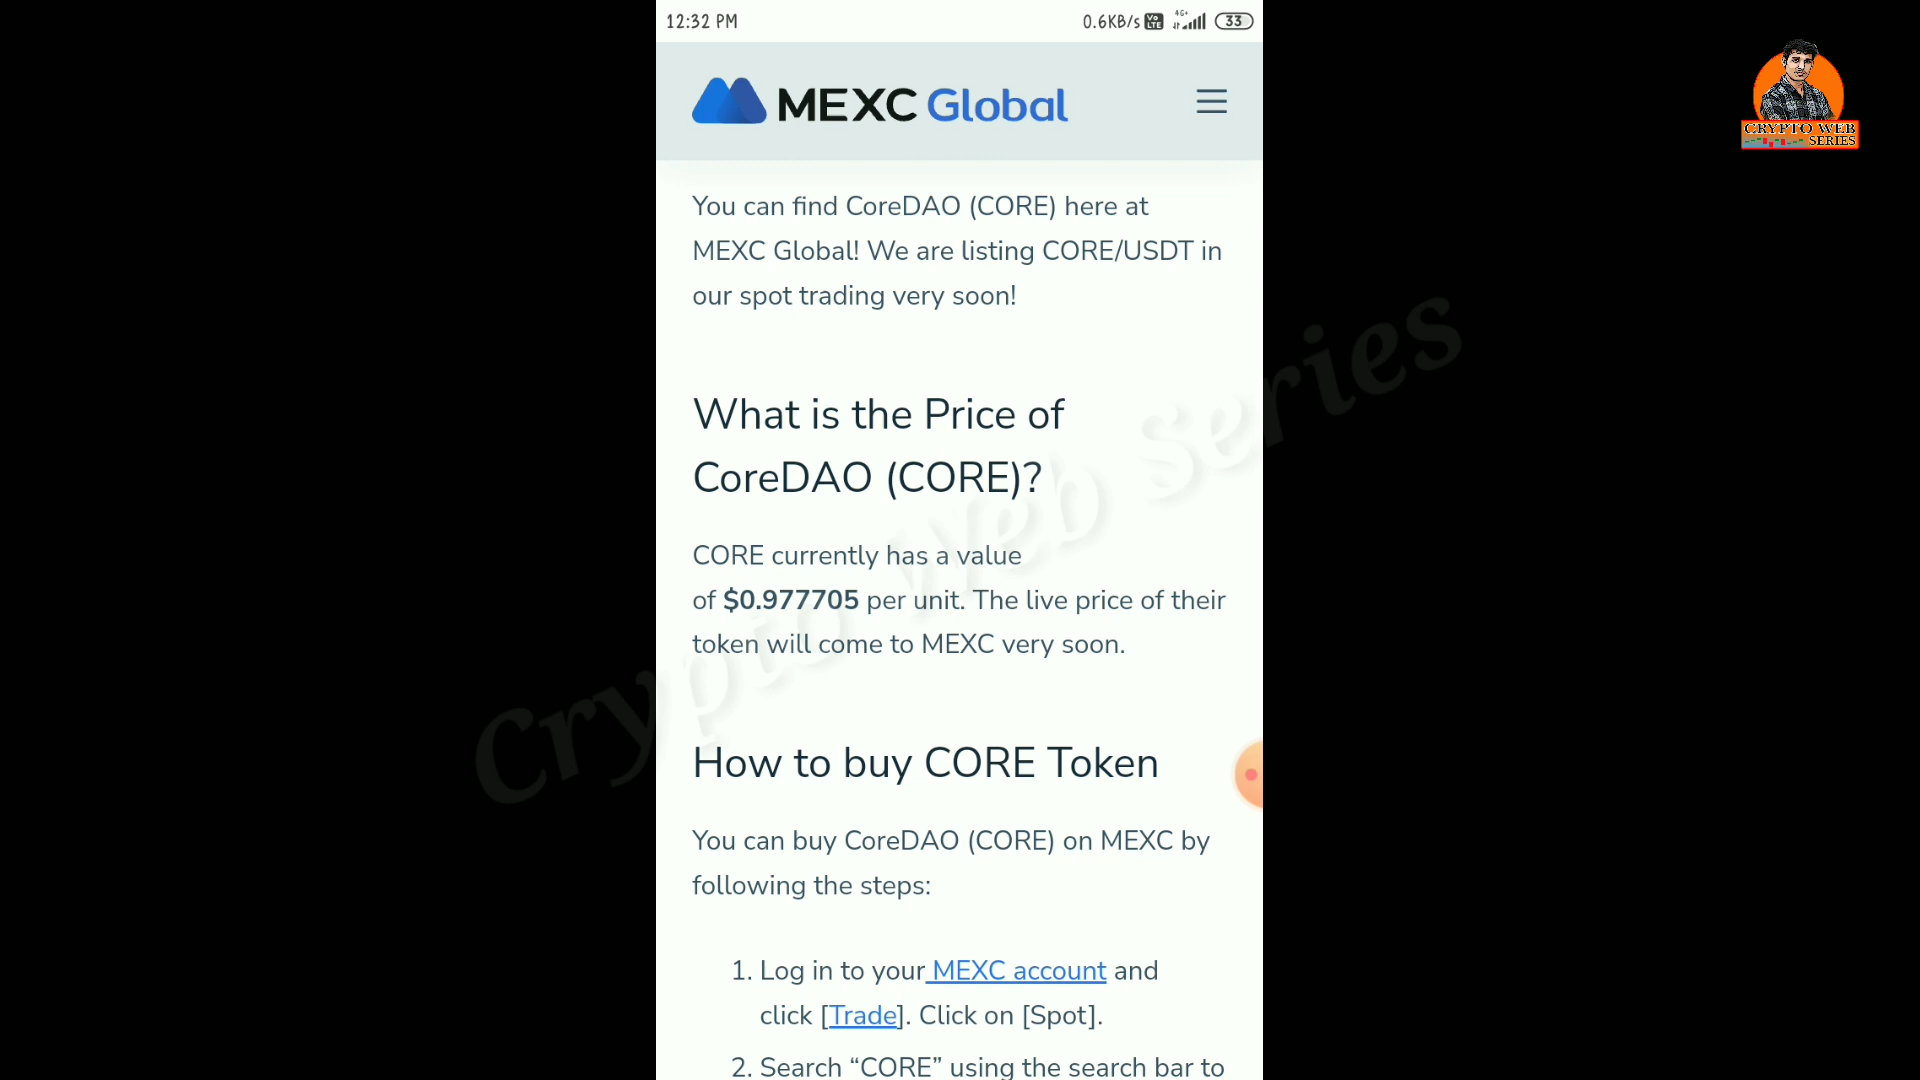 12:32 PM
0.6KB/s Vo LTE 4G+ 33
MEXC Global
CRYPTO WEB
SERIES
You can find CoreDAO (CORE) here at
MEXC Global! We are listing CORE/USDT in
our spot trading very soon!
What is the Price of
CoreDAO (CORE)?
CORE currently has a value
of $0.977705 per unit. The live price of their
token will come to MEXC very soon.
Crypto Web Series
How to buy CORE Token
You can buy CoreDAO (CORE) on MEXC by
following the steps:
1. Log in to your MEXC account and
click [Trade]. Click on [Spot].
2. Search “CORE” using the search bar to